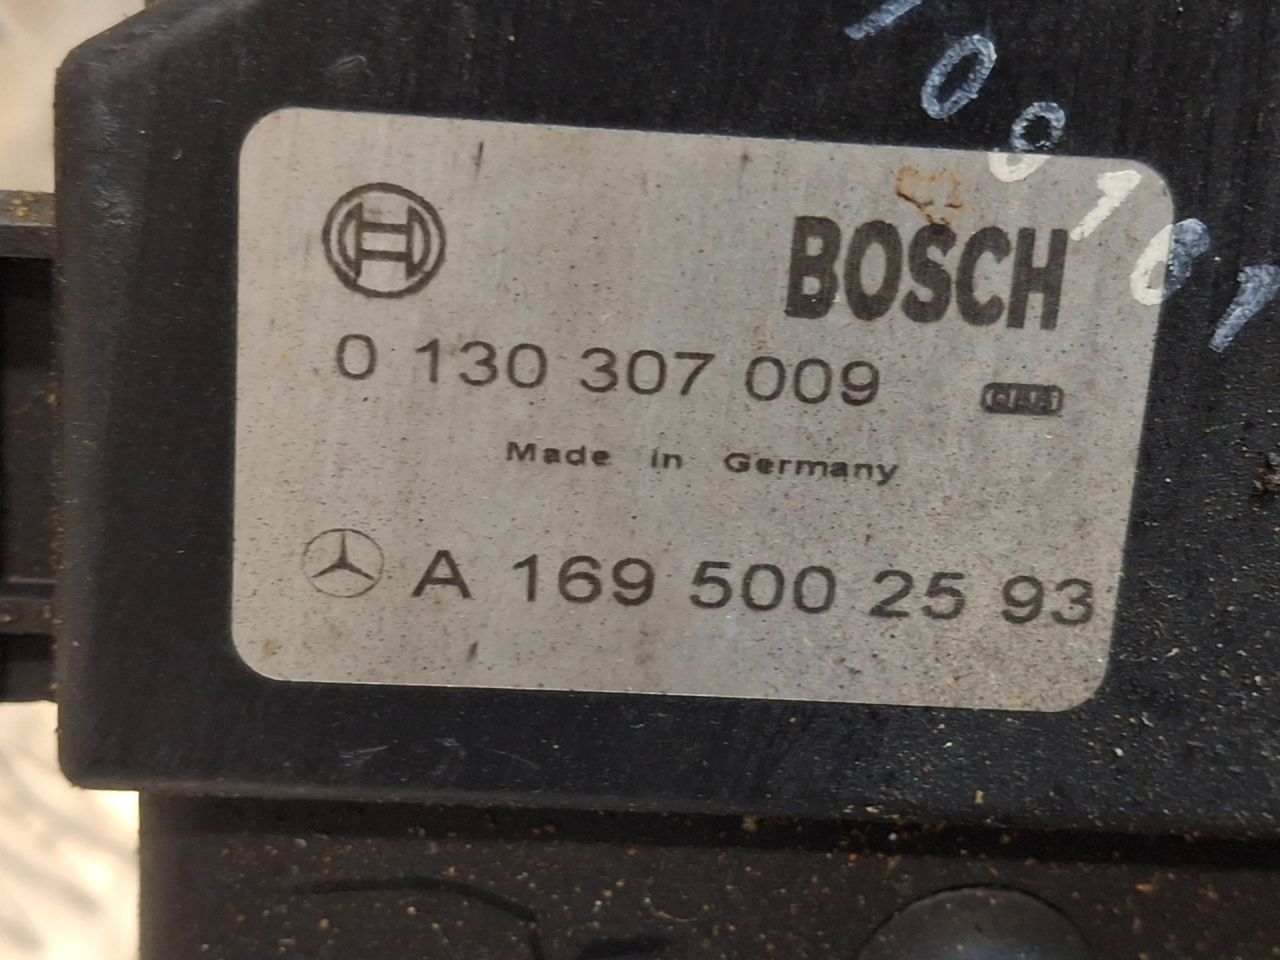 BOSCH
0 130 307 009
Made in Germany
A 169 500 25 93